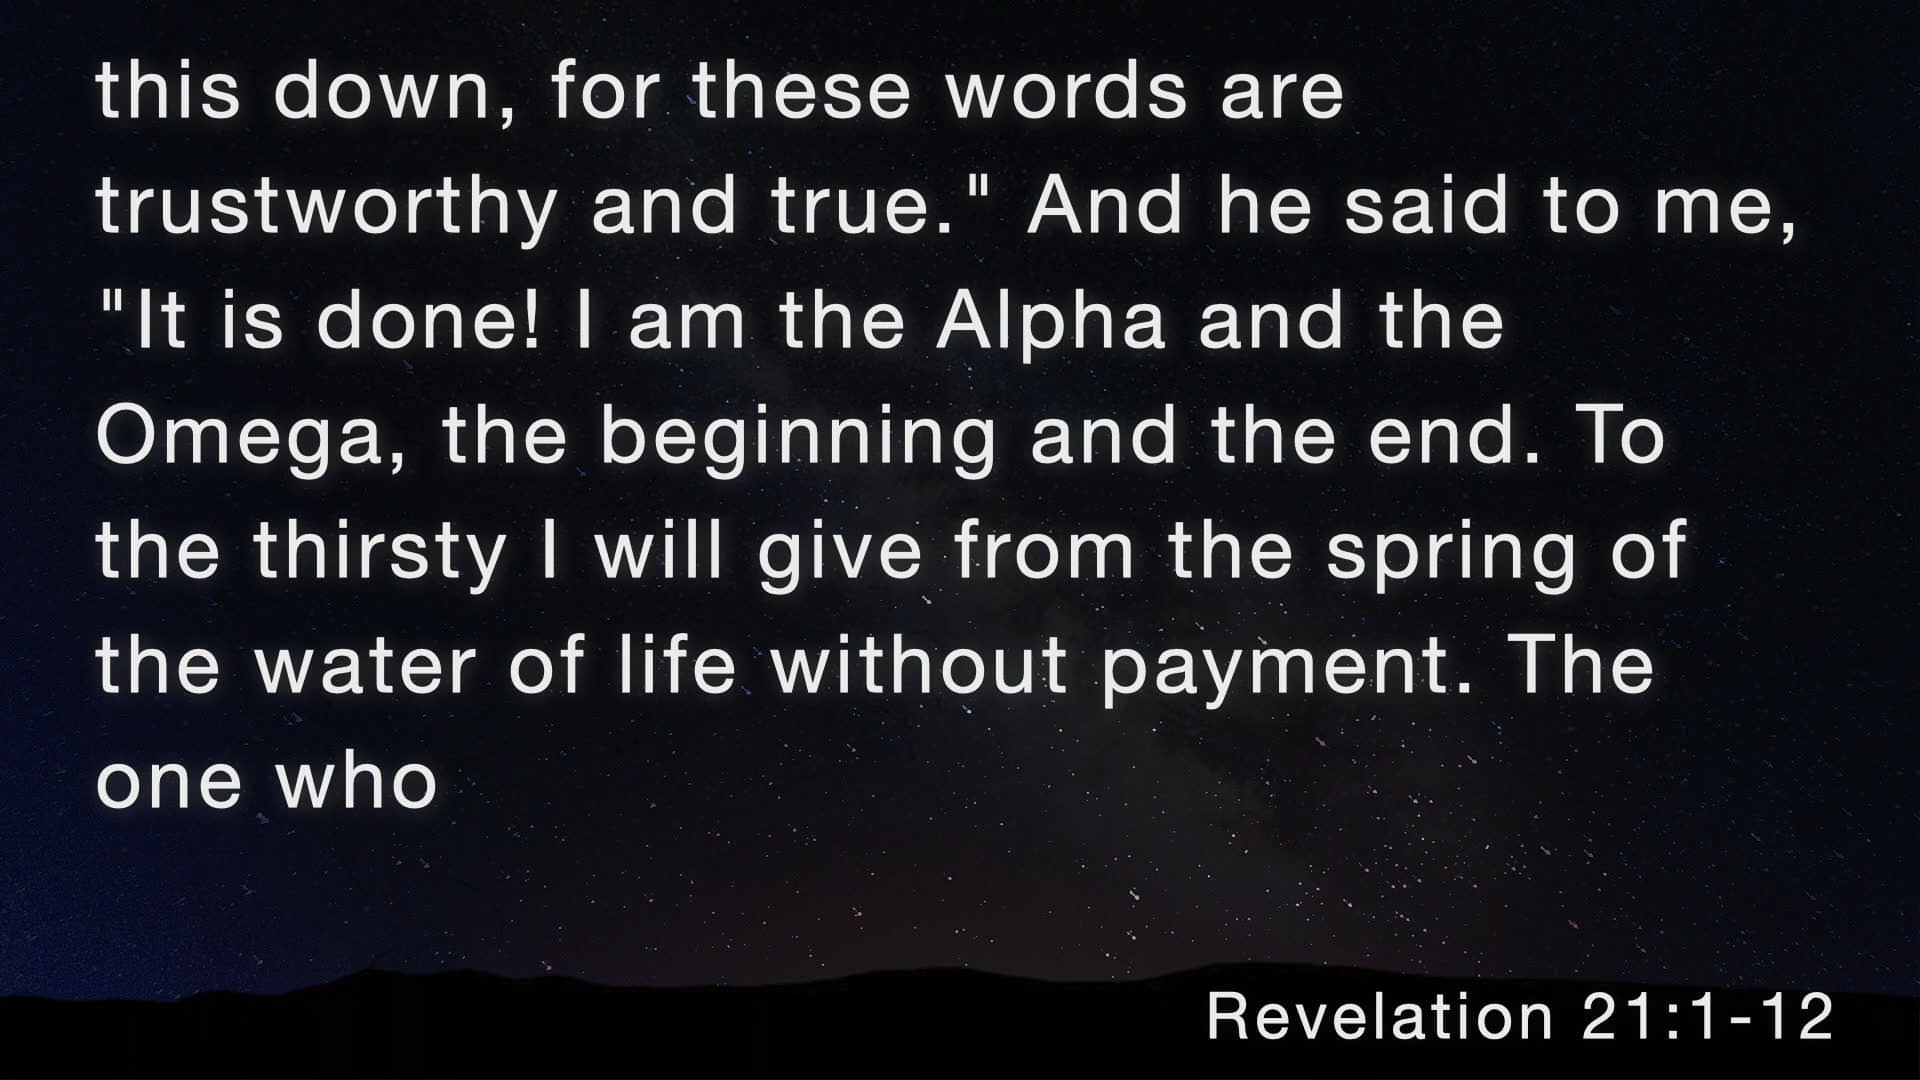 this down, for these words are
trustworthy and true." And he said to me,
"It is done! I am the Alpha and the
Omega, the beginning and the end. To
the thirsty I will give from the spring of
the water of life without payment. The
one who
Revelation 21:1-12